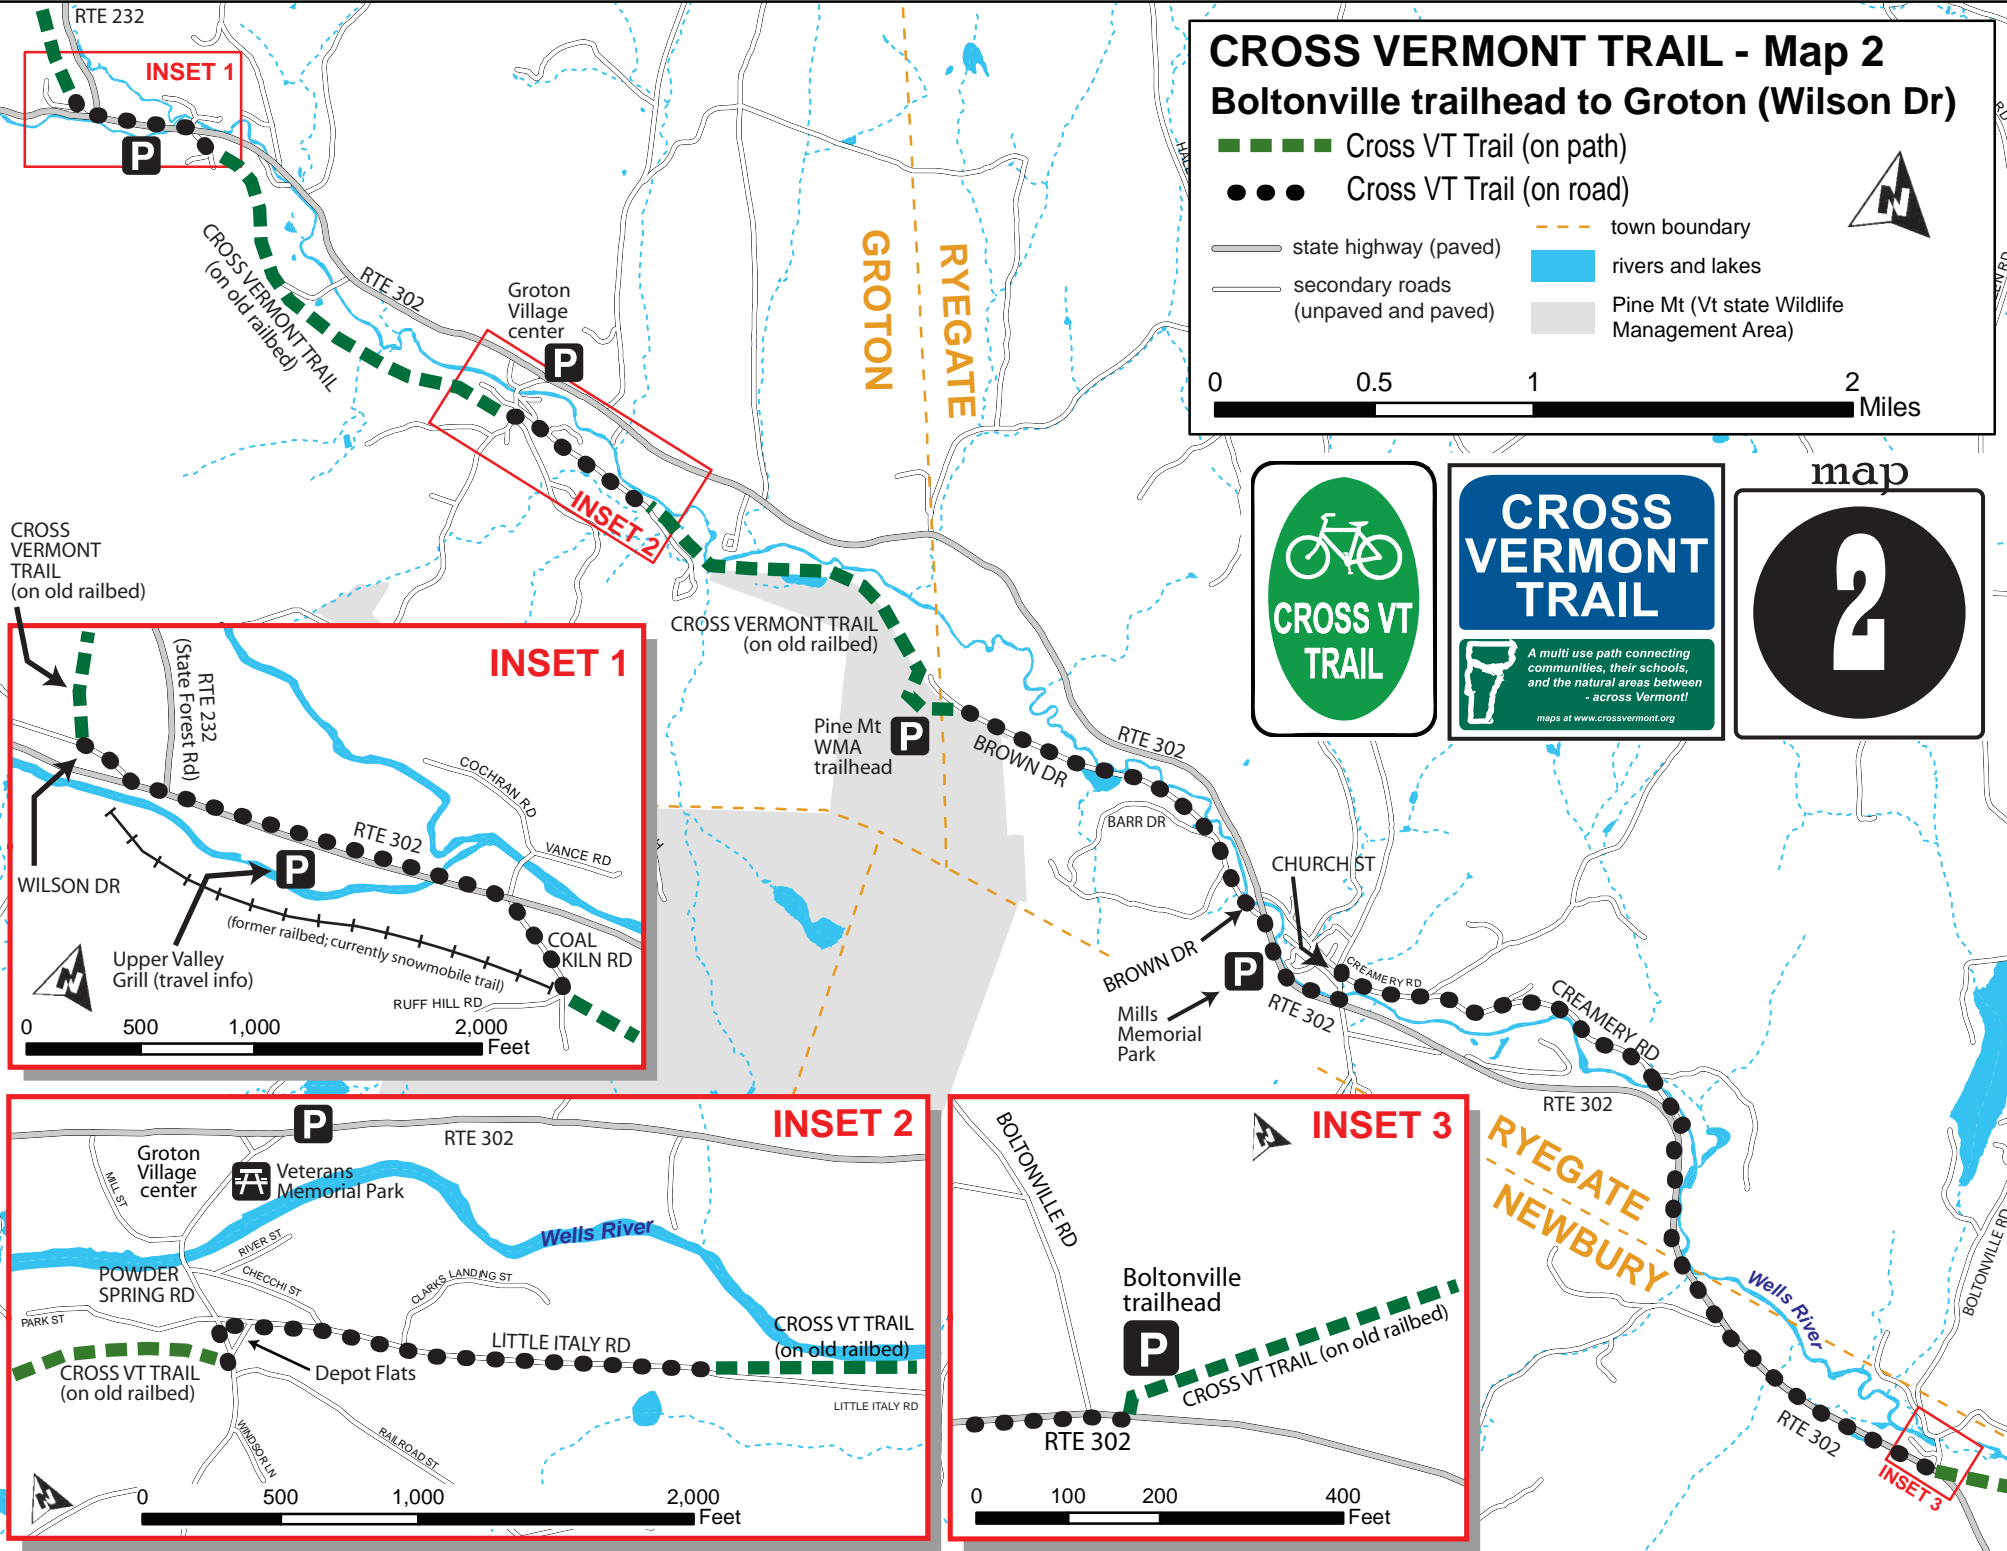 RTE 232
INSET 1
P
CROSS VERMONT TRAIL
(on old railbed)
RTE 302
Groton
Village
center
P
INSET 2
GROTON
RYEGATE
CROSS VERMONT TRAIL - Map 2
Boltonville trailhead to Groton (Wilson Dr)
Cross VT Trail (on path)
Cross VT Trail (on road)
state highway (paved)
secondary roads
(unpaved and paved)
town boundary
rivers and lakes
Pine Mt (Vt state Wildlife
Management Area)
N
0 0.5 1 2
Miles
CROSS VT
TRAIL
CROSS
VERMONT
TRAIL
A multi use path connecting
communities, their schools,
and the natural areas between
- across Vermont!
maps at www.crossvermont.org
map
2
CROSS
VERMONT
TRAIL
(on old railbed)
CROSS VERMONT TRAIL
(on old railbed)
Pine Mt
WMA
trailhead
P
BROWN DR
RTE 302
BARR DR
CHURCH ST
BROWN DR
P
Mills
Memorial
Park
RTE 302
CREAMERY RD
CREAMERY RD
RTE 302
RYEGATE
NEWBURY
Wells River
BOLTONVILLE RD
RTE 302
INSET 3
INSET 1
RTE 232
(State Forest Rd)
COCHRAN RD
VANCE RD
RTE 302
P
WILSON DR
Upper Valley
Grill (travel info)
(former railbed; currently snowmobile trail)
COAL
KILN RD
RUFF HILL RD
N
0 500 1,000 2,000
Feet
INSET 2
P
RTE 302
Groton
Village
center
MILL ST
Veterans
Memorial Park
Wells River
RIVER ST
CHECCHI ST
CLARKS LANDING ST
POWDER
SPRING RD
PARK ST
CROSS VT TRAIL
(on old railbed)
Depot Flats
LITTLE ITALY RD
CROSS VT TRAIL
(on old railbed)
LITTLE ITALY RD
WINDSOR LN
RAILROAD ST
N
0 500 1,000 2,000
Feet
INSET 3
N
BOLTONVILLE RD
Boltonville
trailhead
P
CROSS VT TRAIL (on old railbed)
RTE 302
0 100 200 400
Feet